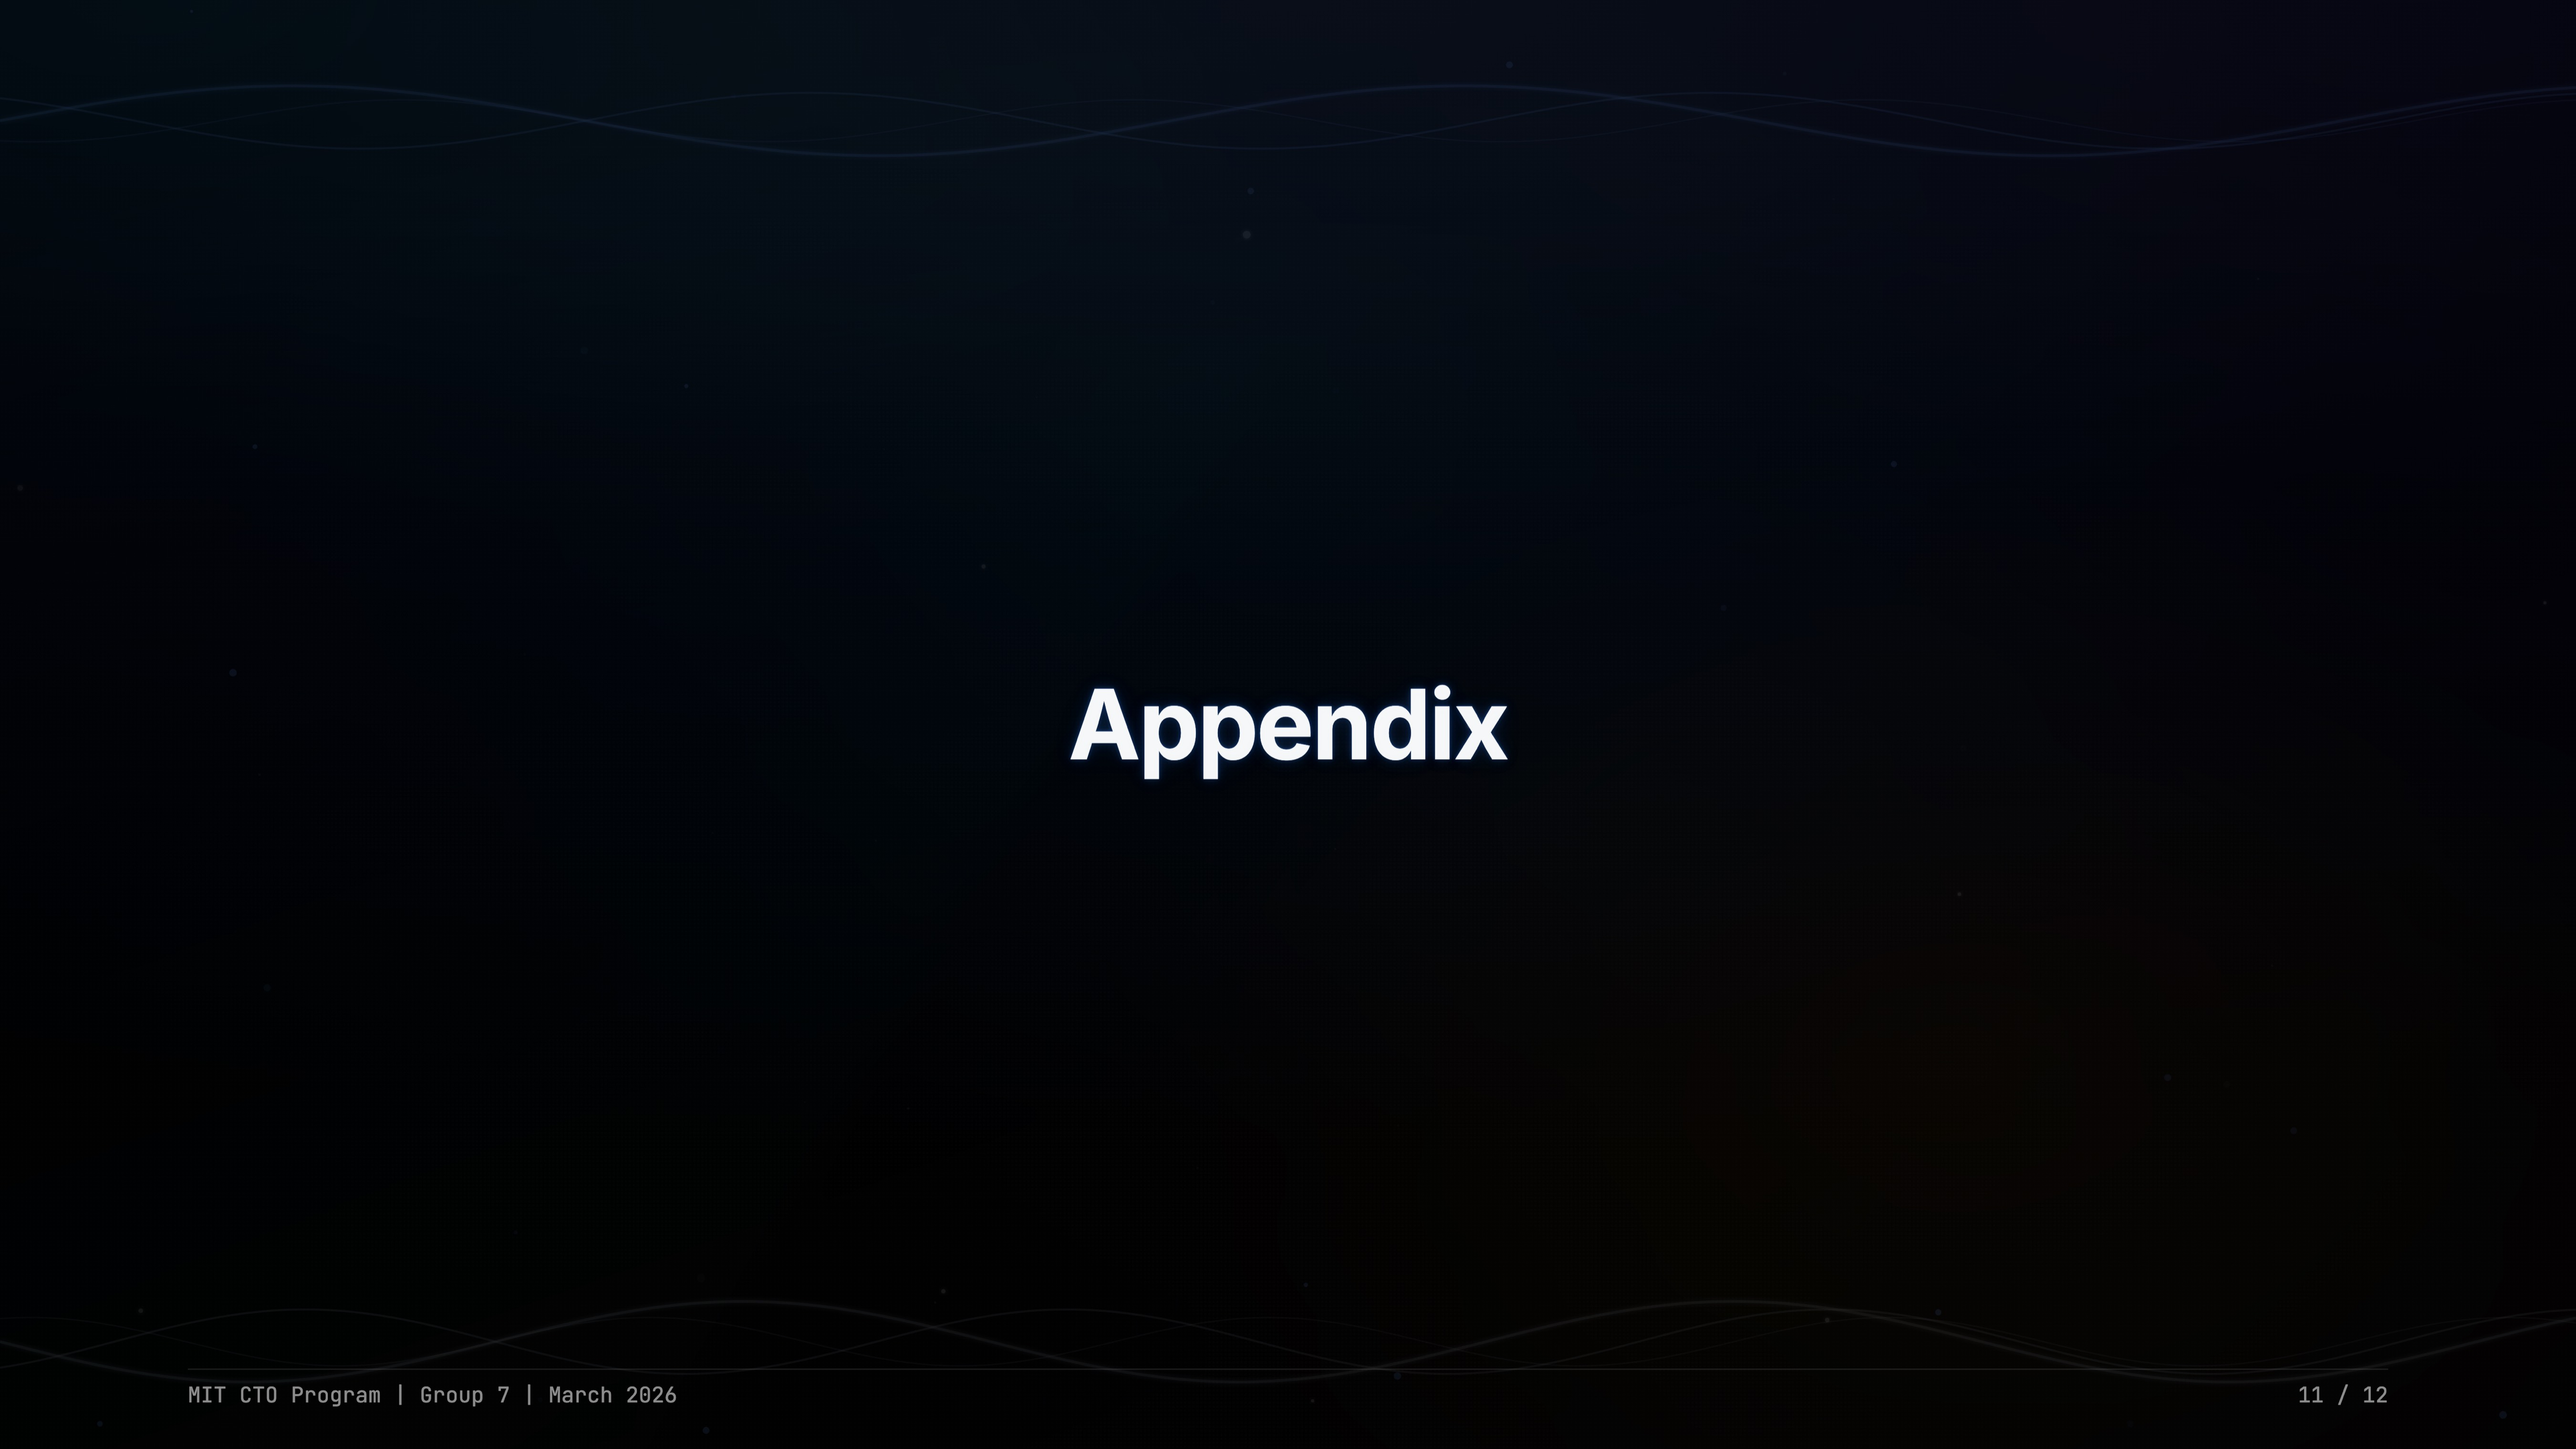 Appendix
MIT CTO Program | Group 7 | March 2026
11 / 12